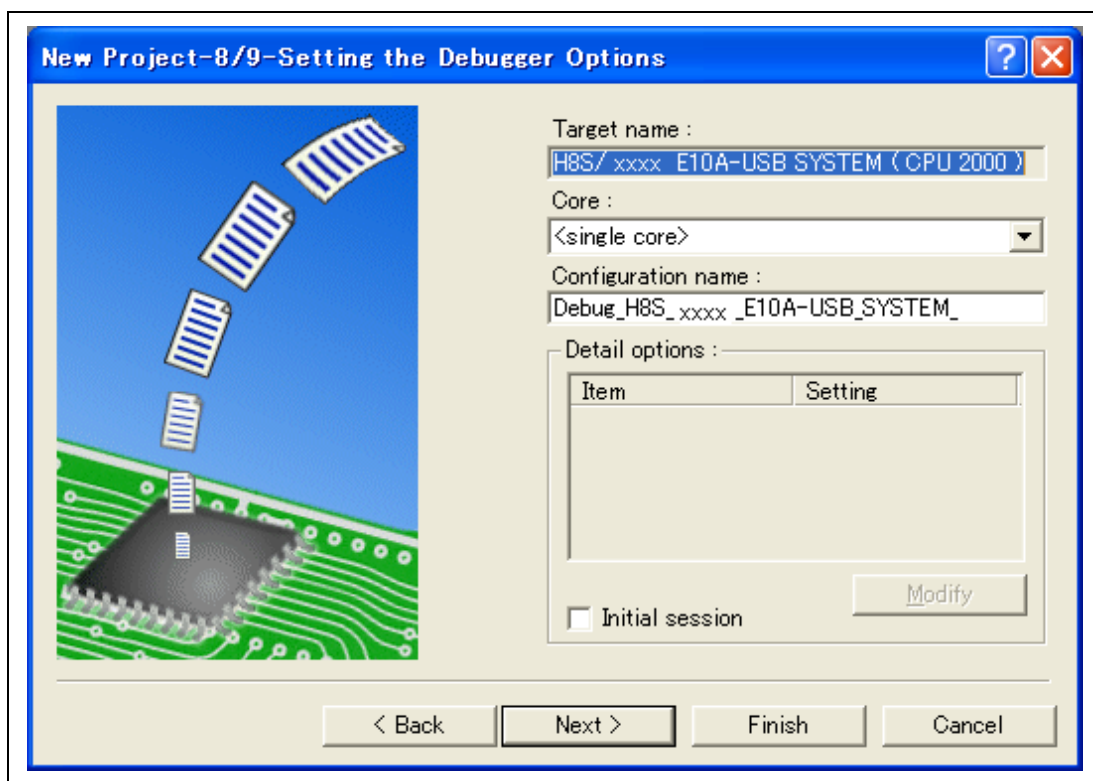 New Project-8/9-Setting the Debugger Options
Target name :
H8S/ xxxx E10A-USB SYSTEM ( CPU 2000 )
Core :
<single core>
Configuration name :
Debug_H8S_ xxxx _E10A-USB_SYSTEM_
Detail options :
Item Setting
Modify
Initial session
< Back Next > Finish Cancel